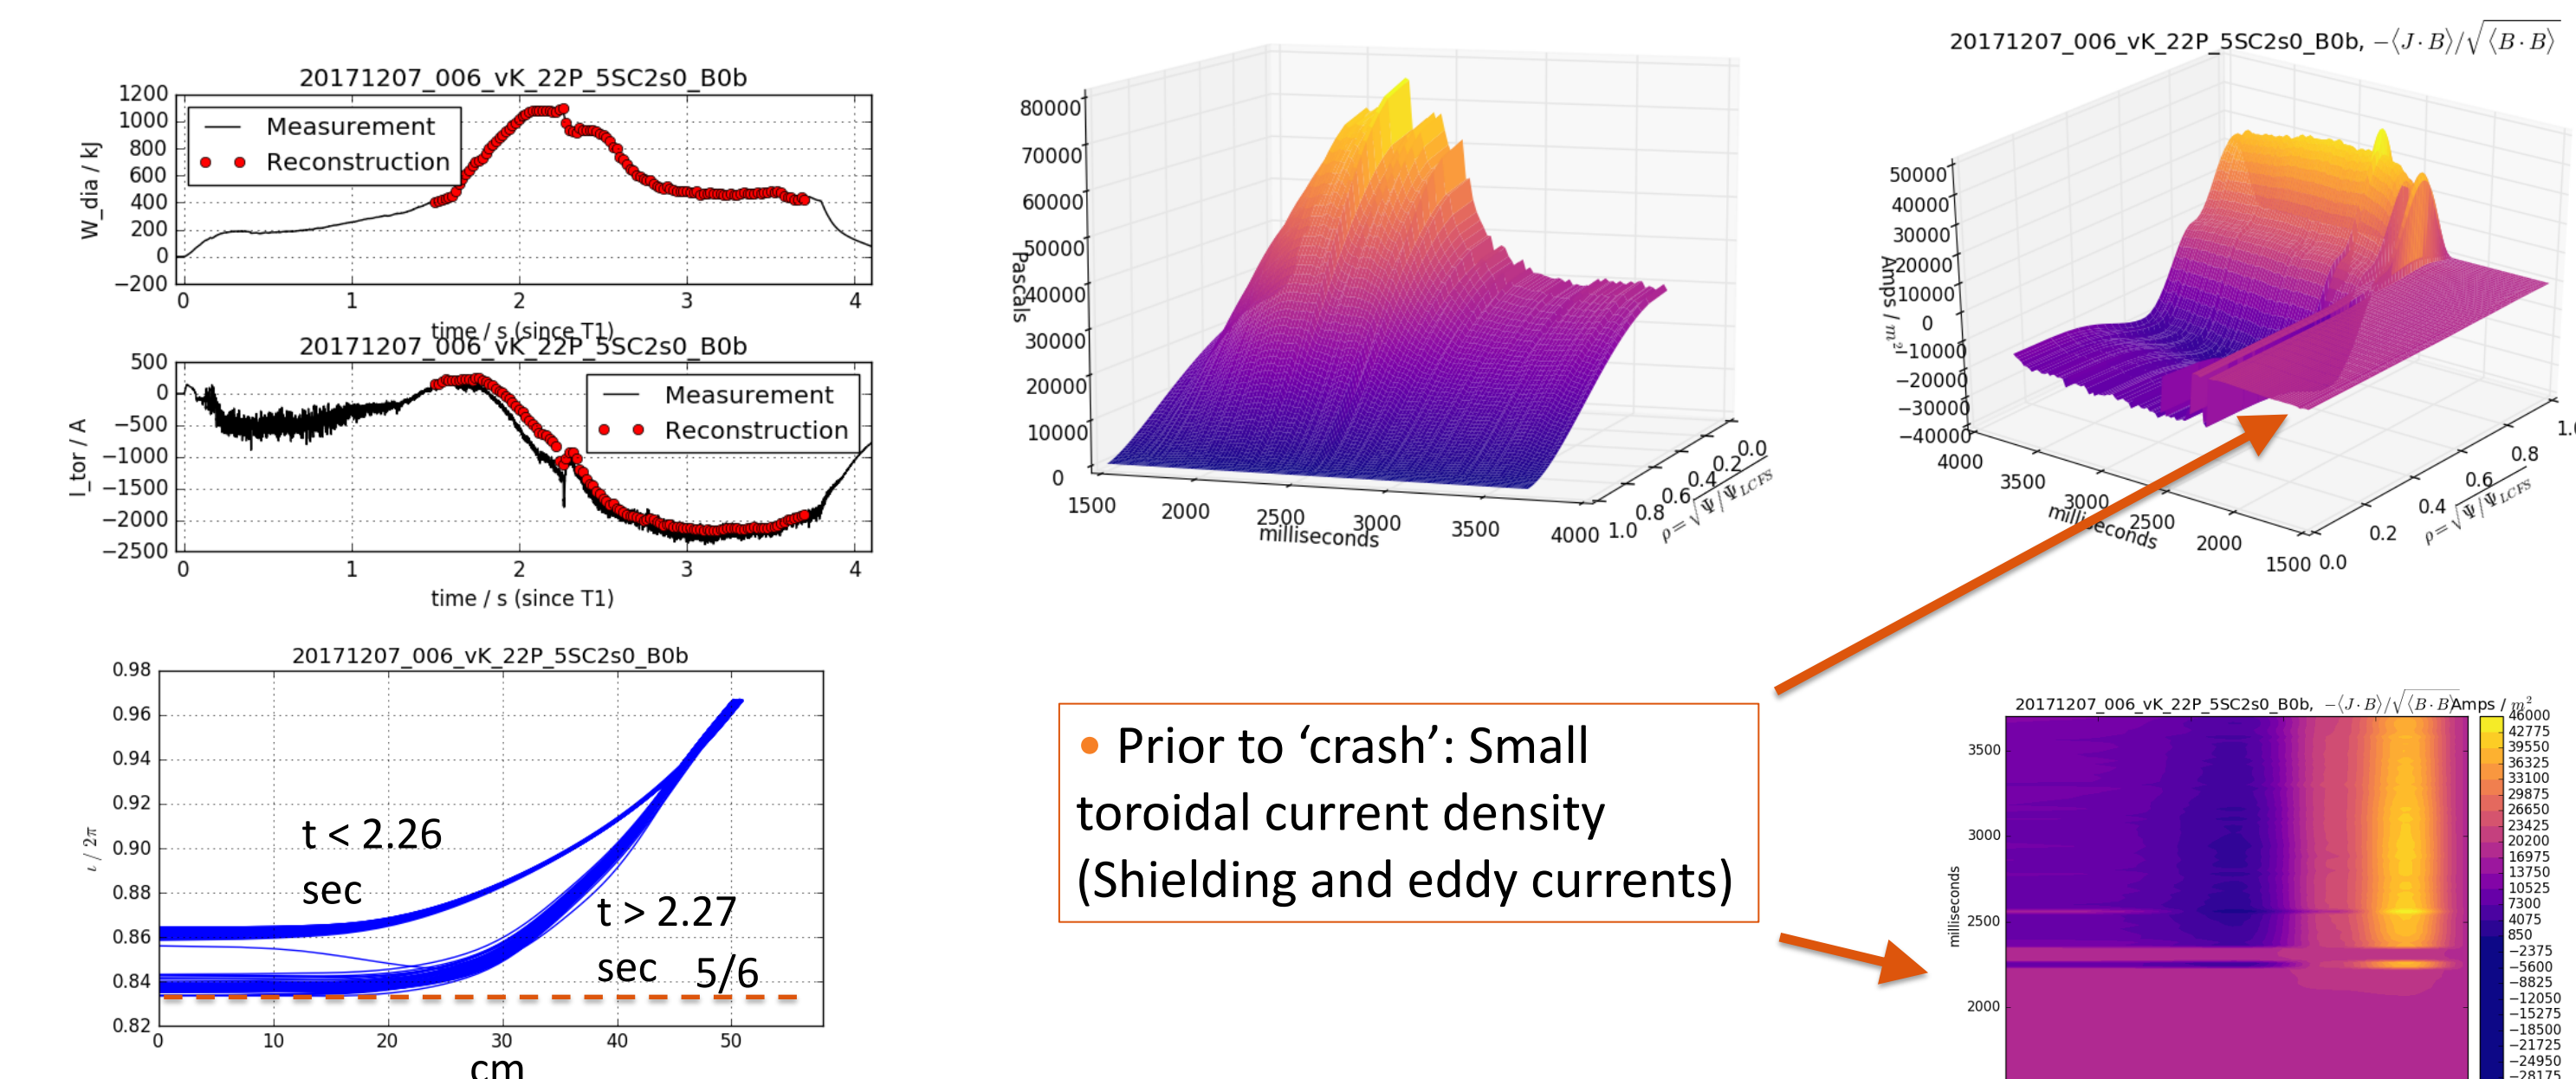 20171207_006_vK_22P_5SC2s0_B0b
1200
1000
800
600
400
200
0
−200
W_dia / kJ
Measurement
Reconstruction
0 1 2 3 4
time / s (since T1)
20171207_006_vK_22P_5SC2s0_B0b
500
0
−500
−1000
−1500
−2000
−2500
I_tor / A
Measurement
Reconstruction
0 1 2 3 4
time / s (since T1)
80000
70000
60000
50000
40000
30000
20000
10000
0
Pascals
1500 2000 2500 3000 3500 4000
milliseconds
1.0 0.8 0.6 0.4 0.2 0.0
ρ=√Ψ/Ψ_LCFS
20171207_006_vK_22P_5SC2s0_B0b, −⟨J·B⟩/√⟨B·B⟩
50000
40000
30000
20000
10000
0
−10000
−20000
−30000
−40000
Amps / m²
4000 3500 3000 2500 2000 1500
milliseconds
0.0 0.2 0.4 0.6 0.8 1.0
ρ=√Ψ/Ψ_LCFS
20171207_006_vK_22P_5SC2s0_B0b
0.98
0.96
0.94
0.92
0.90
0.88
0.86
0.84
0.82
ι / 2π
t < 2.26
sec
t > 2.27
sec 5/6
0 10 20 30 40 50
cm
• Prior to ‘crash’: Small
toroidal current density
(Shielding and eddy currents)
20171207_006_vK_22P_5SC2s0_B0b, −⟨J·B⟩/√⟨B·B⟩ Amps / m²
3500
3000
2500
2000
milliseconds
46000
42775
39550
36325
33100
29875
26650
23425
20200
16975
13750
10525
7300
4075
850
−2375
−5600
−8825
−12050
−15275
−18500
−21725
−24950
−28175